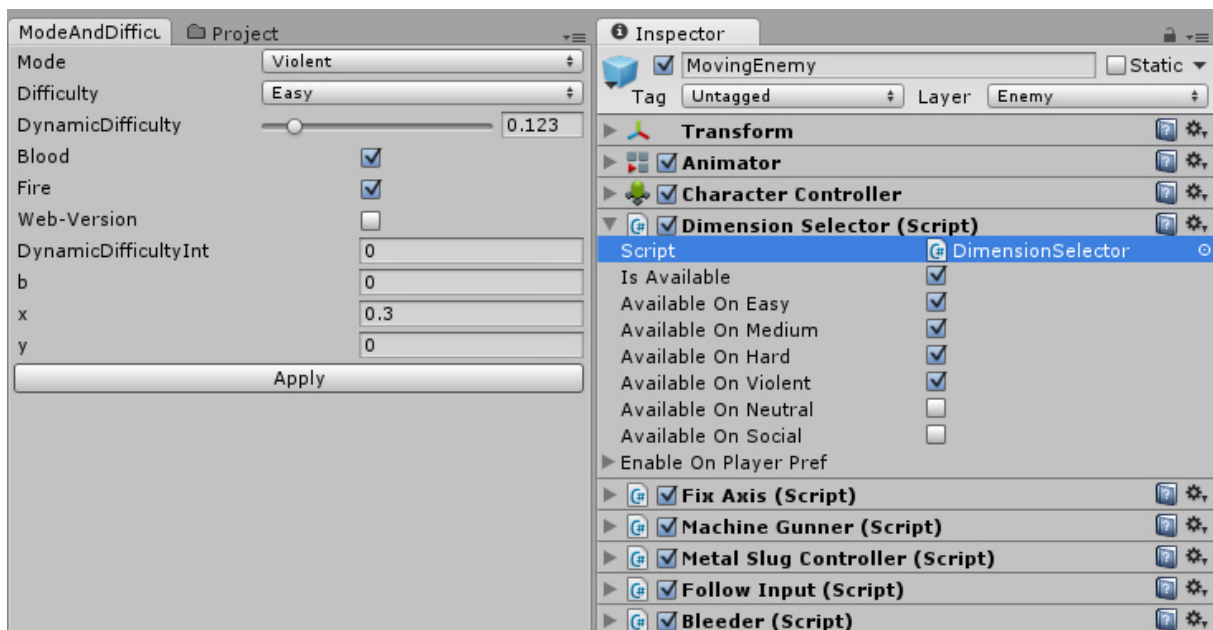 ModeAndDifficu
Project
Mode Violent
Difficulty Easy
DynamicDifficulty 0.123
Blood
Fire
Web-Version
DynamicDifficultyInt 0
b 0
x 0.3
y 0
Apply
Inspector
MovingEnemy Static
Tag Untagged Layer Enemy
Transform
Animator
Character Controller
Dimension Selector (Script)
Script DimensionSelector
Is Available
Available On Easy
Available On Medium
Available On Hard
Available On Violent
Available On Neutral
Available On Social
Enable On Player Pref
Fix Axis (Script)
Machine Gunner (Script)
Metal Slug Controller (Script)
Follow Input (Script)
Bleeder (Script)